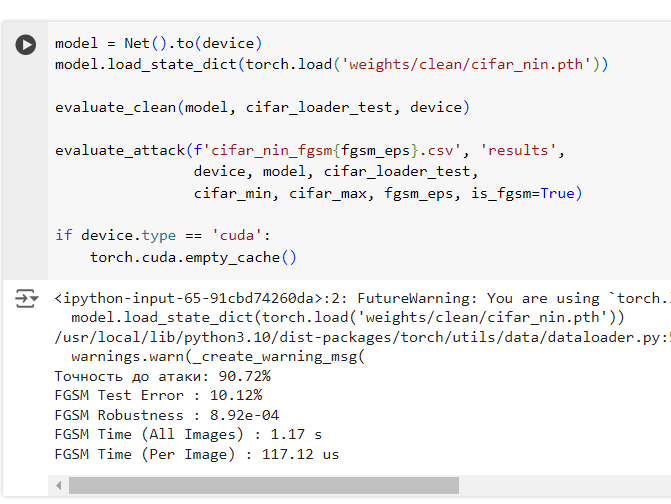 model = Net().to(device)
model.load_state_dict(torch.load('weights/clean/cifar_nin.pth'))
evaluate_clean(model, cifar_loader_test, device)
evaluate_attack(f'cifar_nin_fgsm{fgsm_eps}.csv', 'results',
device, model, cifar_loader_test,
cifar_min, cifar_max, fgsm_eps, is_fgsm=True)
if device.type == 'cuda':
torch.cuda.empty_cache()
<ipython-input-65-91cbd74260da>:2: FutureWarning: You are using `torch.
model.load_state_dict(torch.load('weights/clean/cifar_nin.pth'))
/usr/local/lib/python3.10/dist-packages/torch/utils/data/dataloader.py:
warnings.warn(_create_warning_msg(
Точность до атаки: 90.72%
FGSM Test Error : 10.12%
FGSM Robustness : 8.92e-04
FGSM Time (All Images) : 1.17 s
FGSM Time (Per Image) : 117.12 us